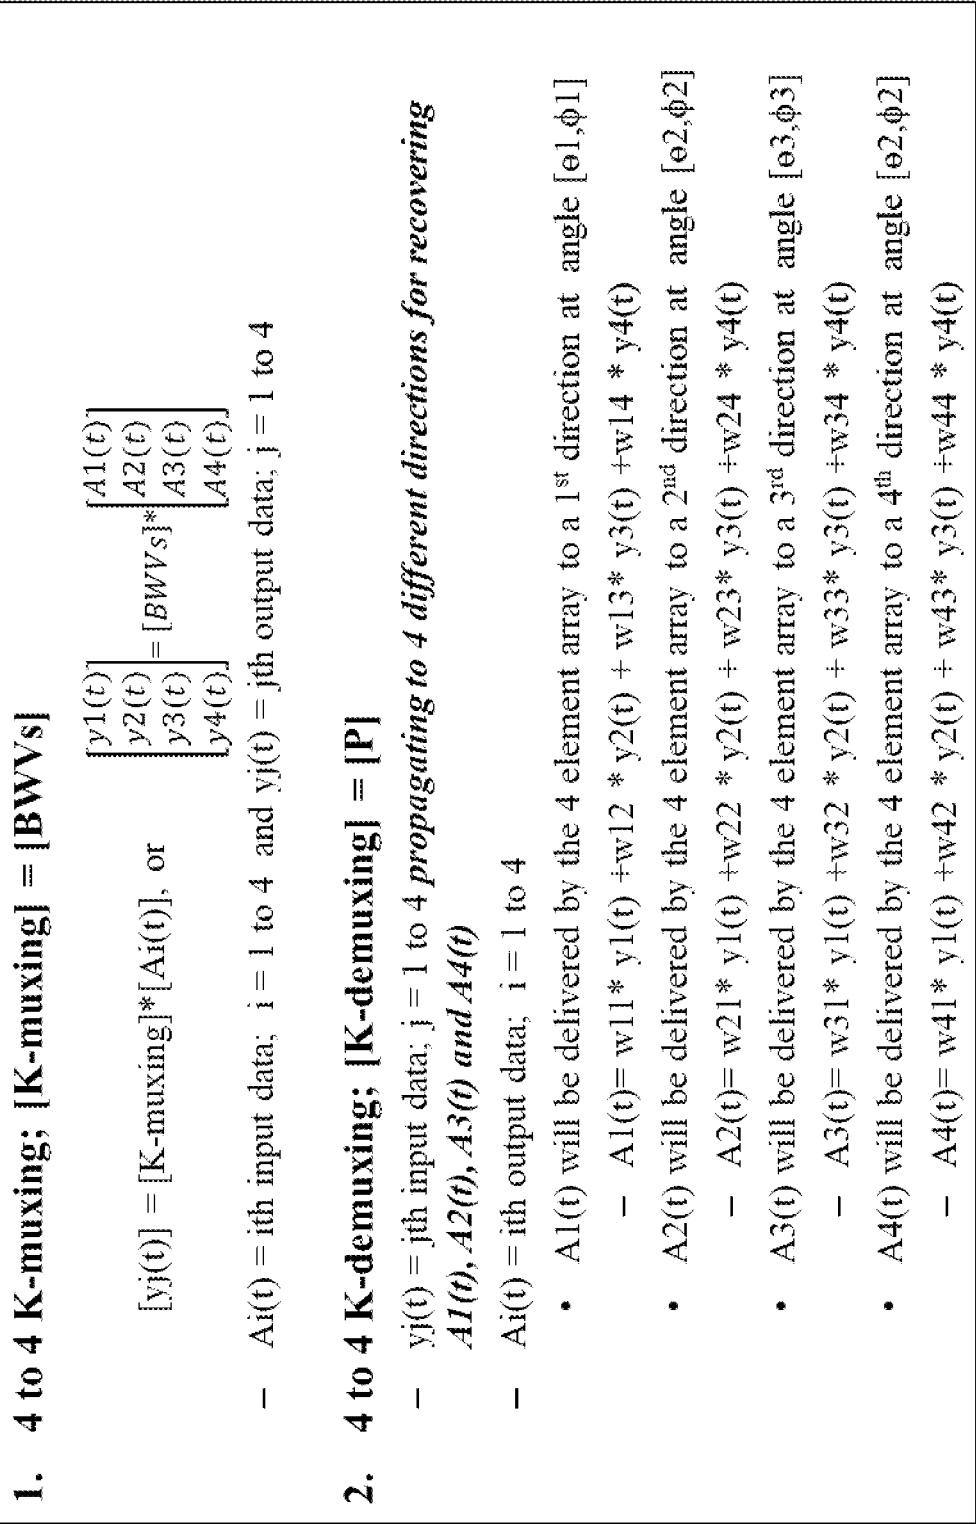 1. 4 to 4 K-muxing; [K-muxing] = [BWVs]
[yj(t)] = [K-muxing]*[Ai(t)], or
[y1(t) y2(t) y3(t) y4(t)] = [BWVs]* [A1(t) A2(t) A3(t) A4(t)]
– Ai(t) = ith input data; i = 1 to 4 and yj(t) = jth output data; j = 1 to 4
2. 4 to 4 K-demuxing; [K-demuxing] = [P]
– yj(t) = jth input data; j = 1 to 4 propagating to 4 different directions for recovering
A1(t), A2(t), A3(t) and A4(t)
– Ai(t) = ith output data; i = 1 to 4
• A1(t) will be delivered by the 4 element array to a 1st direction at angle [ɵ1,ϕ1]
– A1(t)= w11* y1(t) +w12 * y2(t) + w13* y3(t) +w14 * y4(t)
• A2(t) will be delivered by the 4 element array to a 2nd direction at angle [ɵ2,ϕ2]
– A2(t)= w21* y1(t) +w22 * y2(t) + w23* y3(t) +w24 * y4(t)
• A3(t) will be delivered by the 4 element array to a 3rd direction at angle [ɵ3,ϕ3]
– A3(t)= w31* y1(t) +w32 * y2(t) + w33* y3(t) +w34 * y4(t)
• A4(t) will be delivered by the 4 element array to a 4th direction at angle [ɵ2,ϕ2]
– A4(t)= w41* y1(t) +w42 * y2(t) + w43* y3(t) +w44 * y4(t)